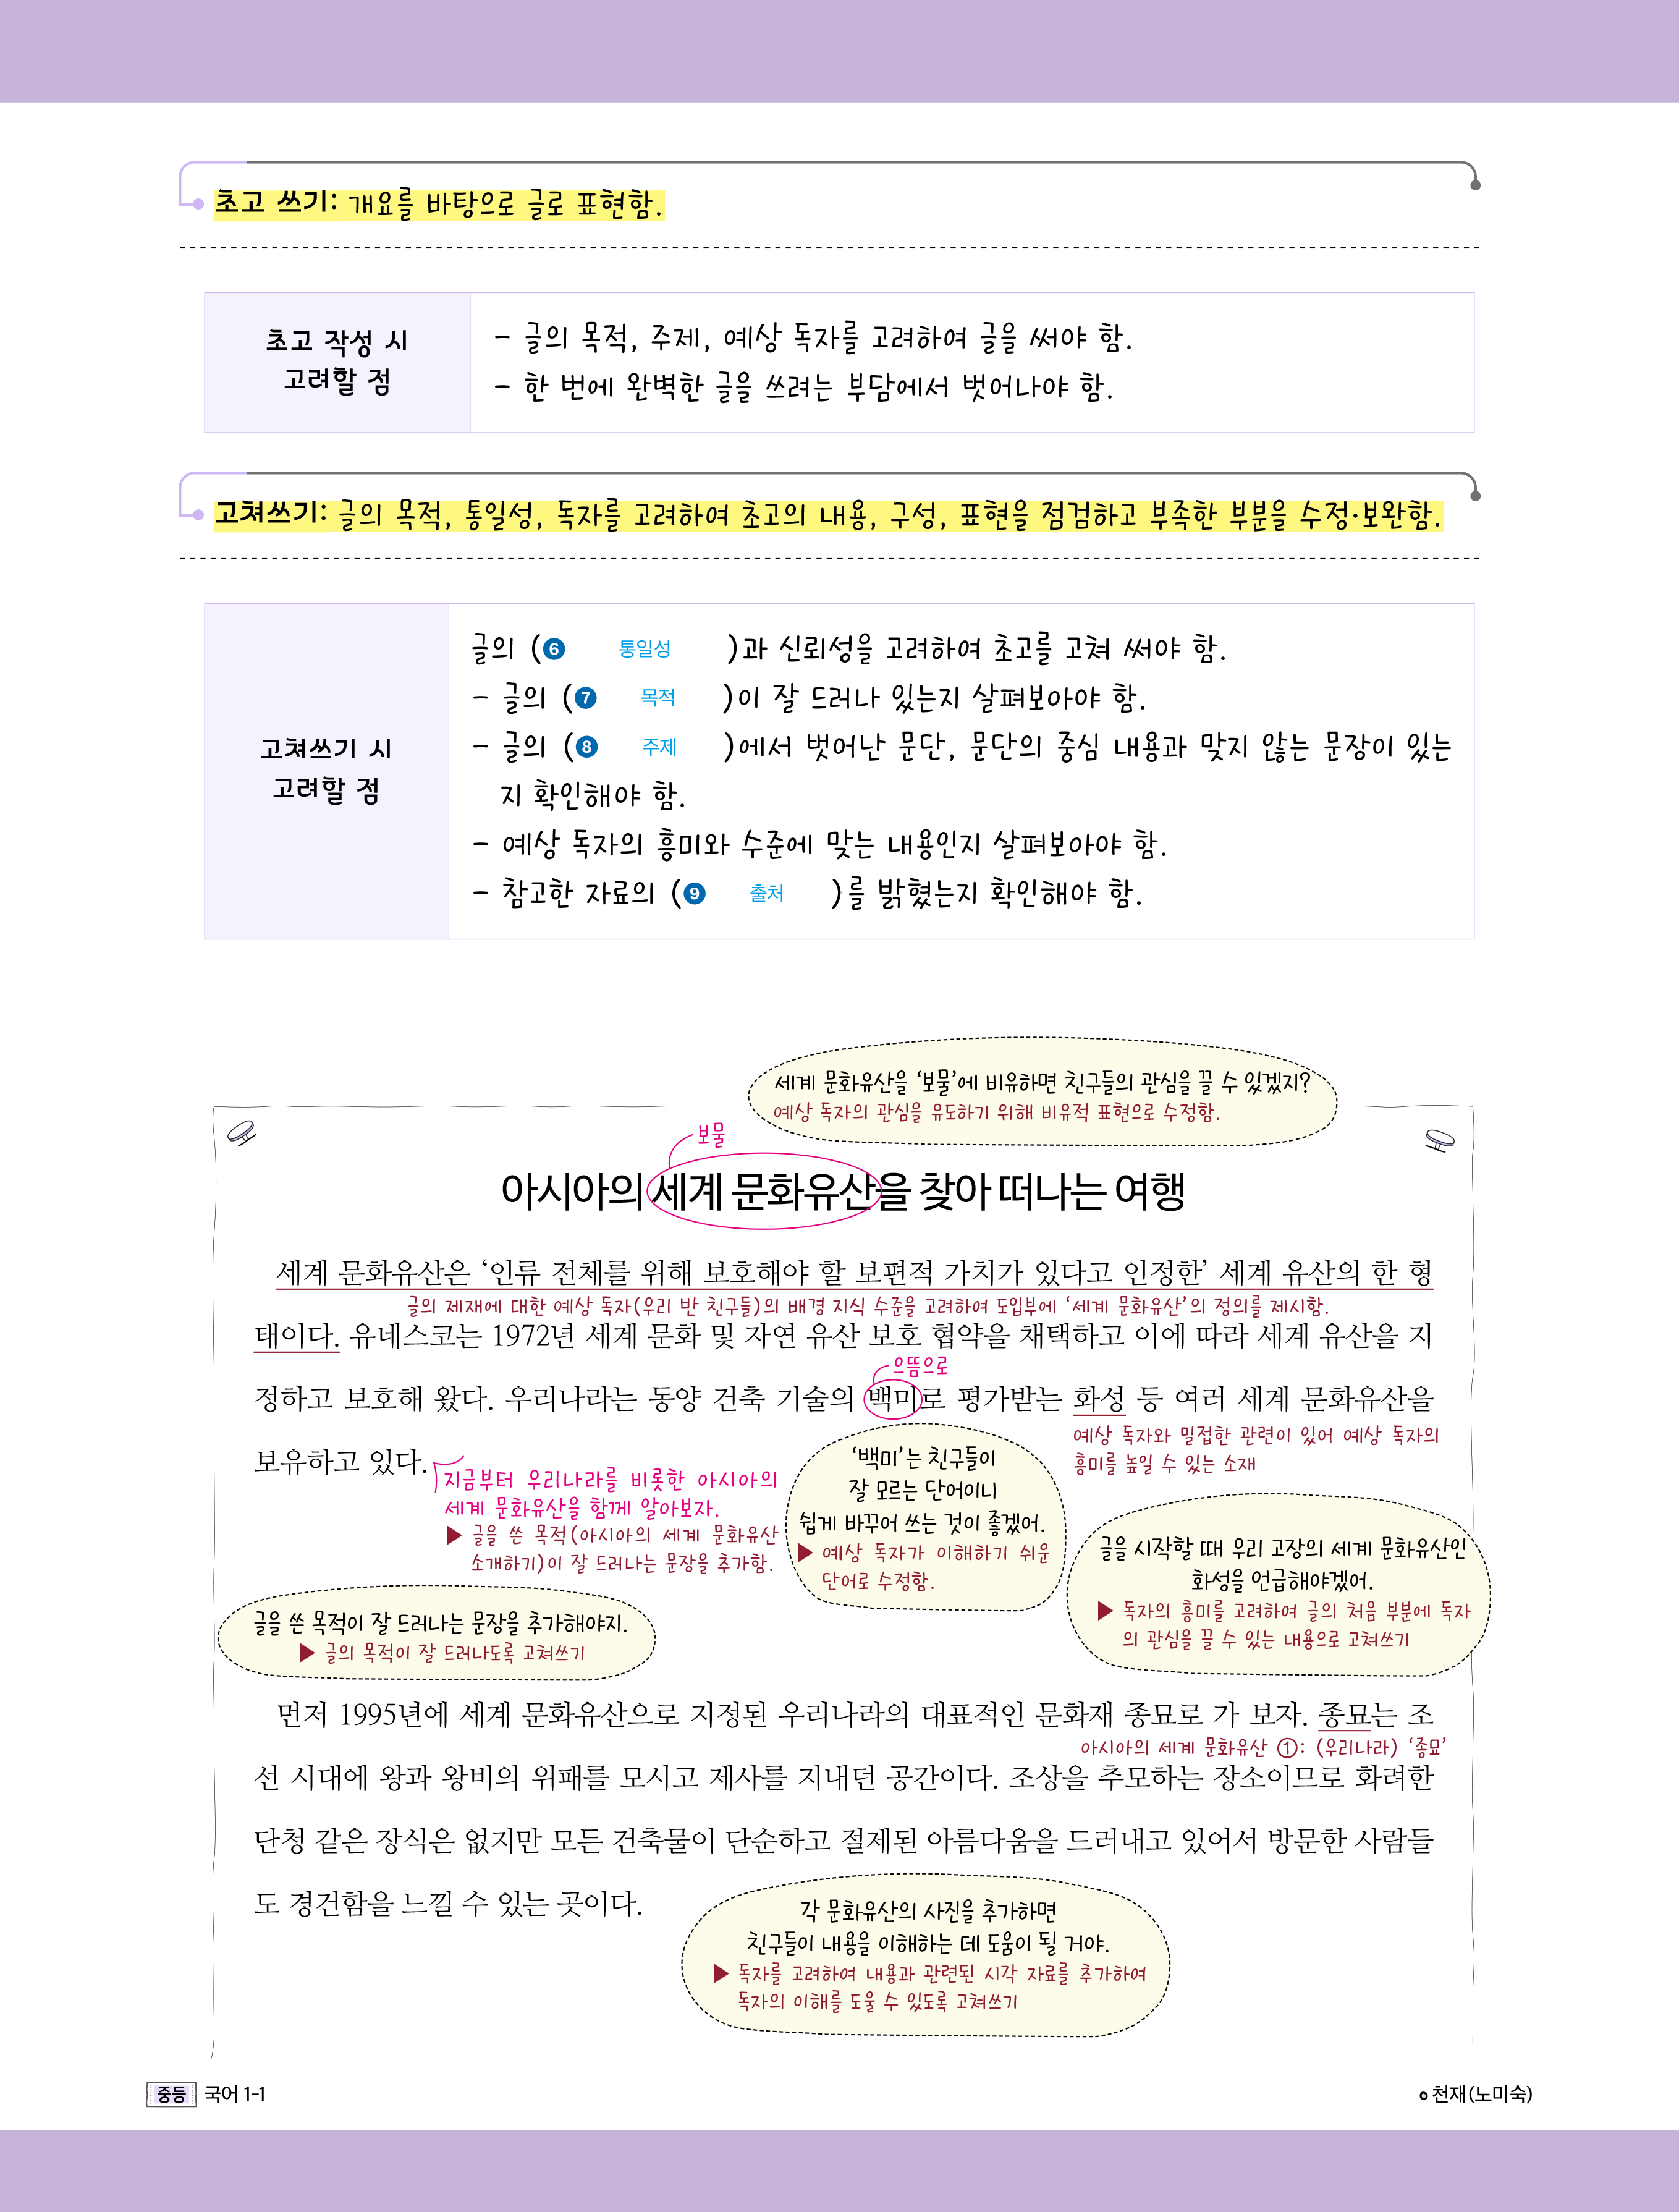 초고 쓰기: 개요를 바탕으로 글로 표현함.
초고 작성 시
고려할 점
- 글의 목적, 주제, 예상 독자를 고려하여 글을 써야 함.
- 한 번에 완벽한 글을 쓰려는 부담에서 벗어나야 함.
고쳐쓰기: 글의 목적, 통일성, 독자를 고려하여 초고의 내용, 구성, 표현을 점검하고 부족한 부분을 수정·보완함.
고쳐쓰기 시
고려할 점
글의 (❻ 통일성 )과 신뢰성을 고려하여 초고를 고쳐 써야 함.
- 글의 (❼ 목적 )이 잘 드러나 있는지 살펴보아야 함.
- 글의 (❽ 주제 )에서 벗어난 문단, 문단의 중심 내용과 맞지 않는 문장이 있는
지 확인해야 함.
- 예상 독자의 흥미와 수준에 맞는 내용인지 살펴보아야 함.
- 참고한 자료의 (❾ 출처 )를 밝혔는지 확인해야 함.
세계 문화유산을 ‘보물’에 비유하면 친구들의 관심을 끌 수 있겠지?
예상 독자의 관심을 유도하기 위해 비유적 표현으로 수정함.
보물
아시아의 세계 문화유산을 찾아 떠나는 여행
세계 문화유산은 ‘인류 전체를 위해 보호해야 할 보편적 가치가 있다고 인정한’ 세계 유산의 한 형
글의 제재에 대한 예상 독자(우리 반 친구들)의 배경 지식 수준을 고려하여 도입부에 ‘세계 문화유산’의 정의를 제시함.
태이다. 유네스코는 1972년 세계 문화 및 자연 유산 보호 협약을 채택하고 이에 따라 세계 유산을 지
으뜸으로
정하고 보호해 왔다. 우리나라는 동양 건축 기술의 백미로 평가받는 화성 등 여러 세계 문화유산을
예상 독자와 밀접한 관련이 있어 예상 독자의
흥미를 높일 수 있는 소재
보유하고 있다.
지금부터 우리나라를 비롯한 아시아의
세계 문화유산을 함께 알아보자.
▶ 글을 쓴 목적(아시아의 세계 문화유산
소개하기)이 잘 드러나는 문장을 추가함.
‘백미’는 친구들이
잘 모르는 단어이니
쉽게 바꾸어 쓰는 것이 좋겠어.
▶ 예상 독자가 이해하기 쉬운
단어로 수정함.
글을 시작할 때 우리 고장의 세계 문화유산인
화성을 언급해야겠어.
▶ 독자의 흥미를 고려하여 글의 처음 부분에 독자
의 관심을 끌 수 있는 내용으로 고쳐쓰기
글을 쓴 목적이 잘 드러나는 문장을 추가해야지.
▶ 글의 목적이 잘 드러나도록 고쳐쓰기
먼저 1995년에 세계 문화유산으로 지정된 우리나라의 대표적인 문화재 종묘로 가 보자. 종묘는 조
아시아의 세계 문화유산 ①: (우리나라) ‘종묘’
선 시대에 왕과 왕비의 위패를 모시고 제사를 지내던 공간이다. 조상을 추모하는 장소이므로 화려한
단청 같은 장식은 없지만 모든 건축물이 단순하고 절제된 아름다움을 드러내고 있어서 방문한 사람들
도 경건함을 느낄 수 있는 곳이다.
각 문화유산의 사진을 추가하면
친구들이 내용을 이해하는 데 도움이 될 거야.
▶ 독자를 고려하여 내용과 관련된 시각 자료를 추가하여
독자의 이해를 도울 수 있도록 고쳐쓰기
중등 국어 1-1
천재(노미숙)